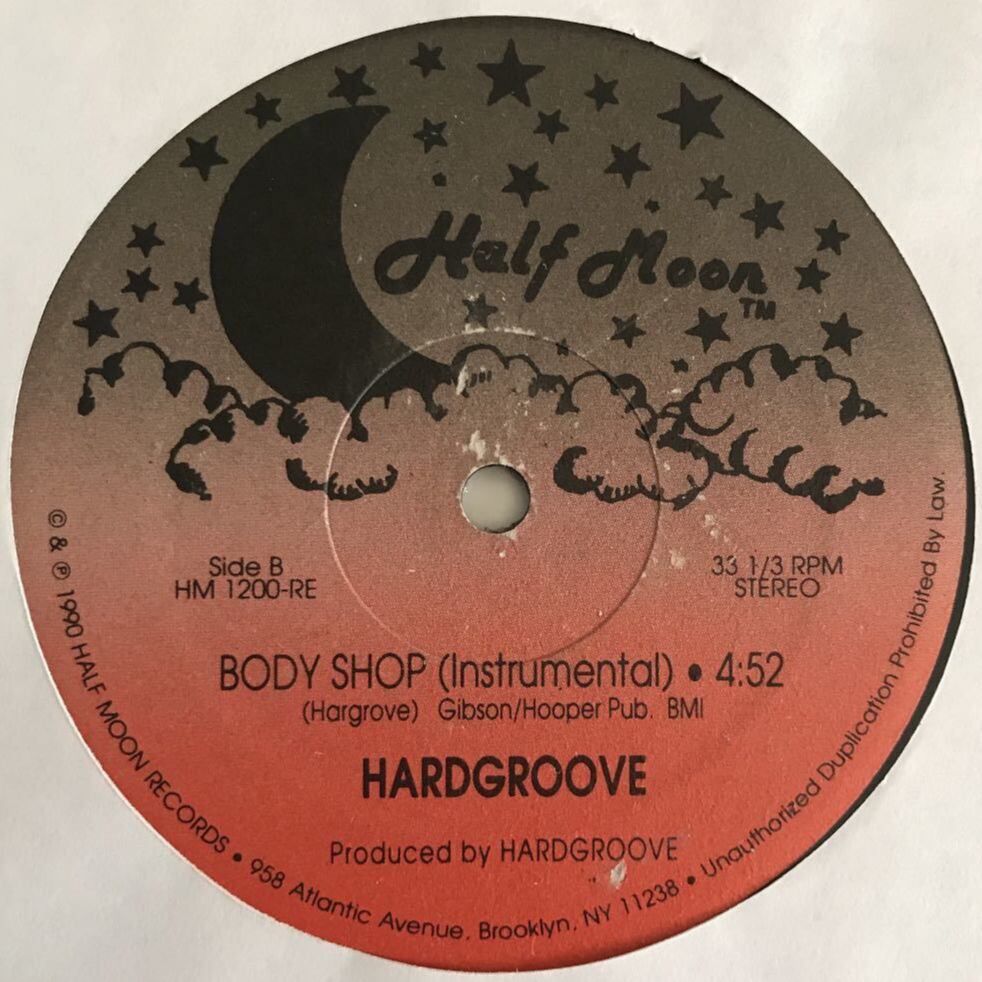 Half Moon
TM
Side B
HM 1200-RE
33 1/3 RPM
STEREO
BODY SHOP (Instrumental) • 4:52
(Hargrove) Gibson/Hooper Pub. BMI
HARDGROOVE
Produced by HARDGROOVE
© & ℗ 1990 HALF MOON RECORDS • 958 Atlantic Avenue, Brooklyn, NY 11238 • Unauthorized Duplication Prohibited By Law.